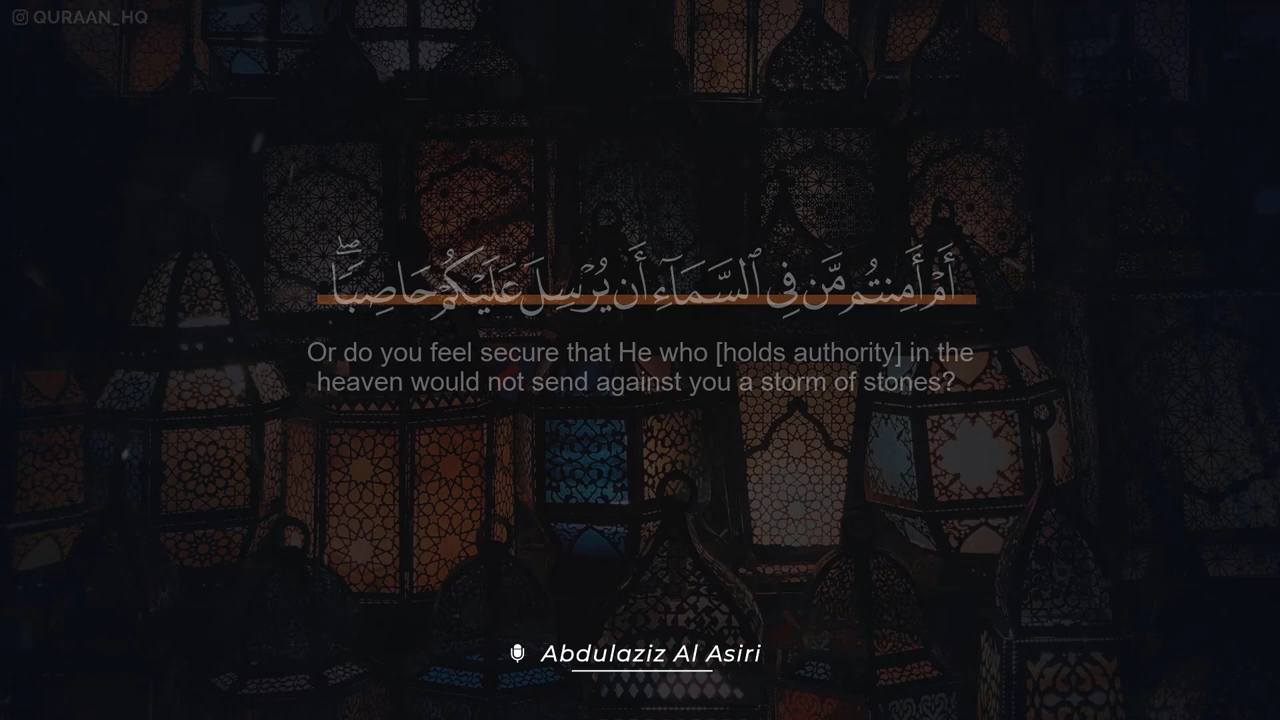 QURAAN_HQ
أَمْ أَمِنتُم مَّن فِى ٱلسَّمَآءِ أَن يُرْسِلَ عَلَيْكُمْ حَاصِبًا ۖ
Or do you feel secure that He who [holds authority] in the
heaven would not send against you a storm of stones?
Abdulaziz Al Asiri